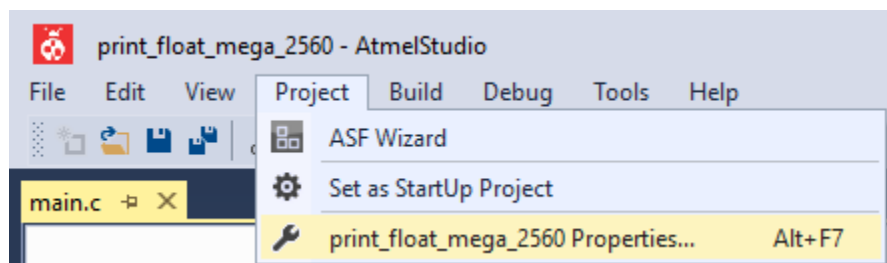 print_float_mega_2560 - AtmelStudio
File Edit View Project Build Debug Tools Help
ASF Wizard
Set as StartUp Project
main.c
print_float_mega_2560 Properties... Alt+F7